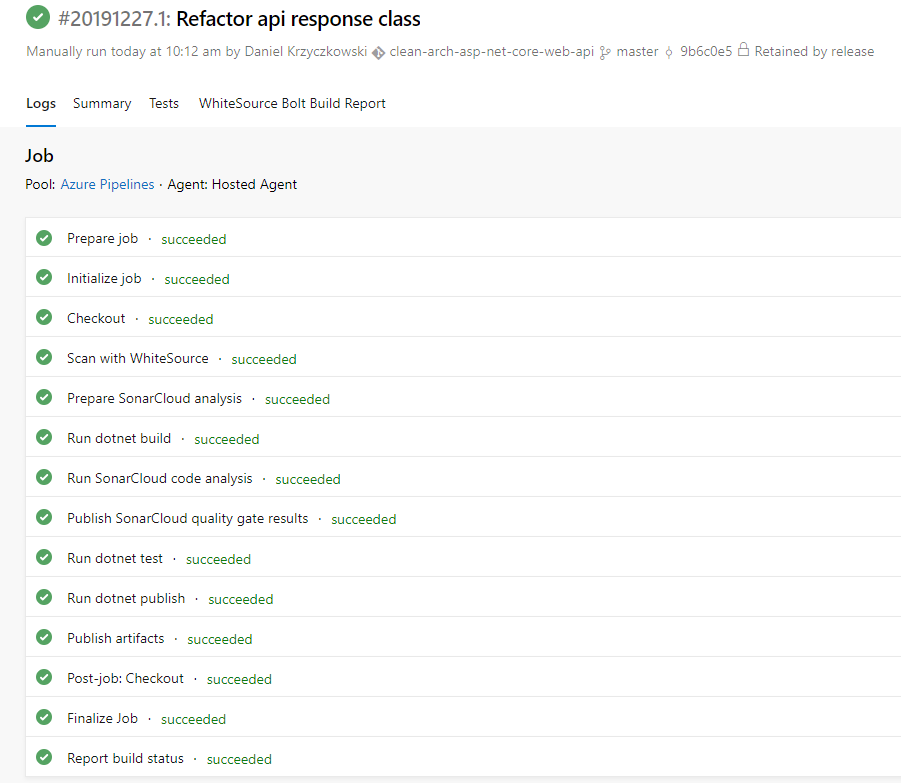 #20191227.1: Refactor api response class
Manually run today at 10:12 am by Daniel Krzyczkowski clean-arch-asp-net-core-web-api master 9b6c0e5 Retained by release
Logs Summary Tests WhiteSource Bolt Build Report
Job
Pool: Azure Pipelines · Agent: Hosted Agent
Prepare job · succeeded
Initialize job · succeeded
Checkout · succeeded
Scan with WhiteSource · succeeded
Prepare SonarCloud analysis · succeeded
Run dotnet build · succeeded
Run SonarCloud code analysis · succeeded
Publish SonarCloud quality gate results · succeeded
Run dotnet test · succeeded
Run dotnet publish · succeeded
Publish artifacts · succeeded
Post-job: Checkout · succeeded
Finalize Job · succeeded
Report build status · succeeded